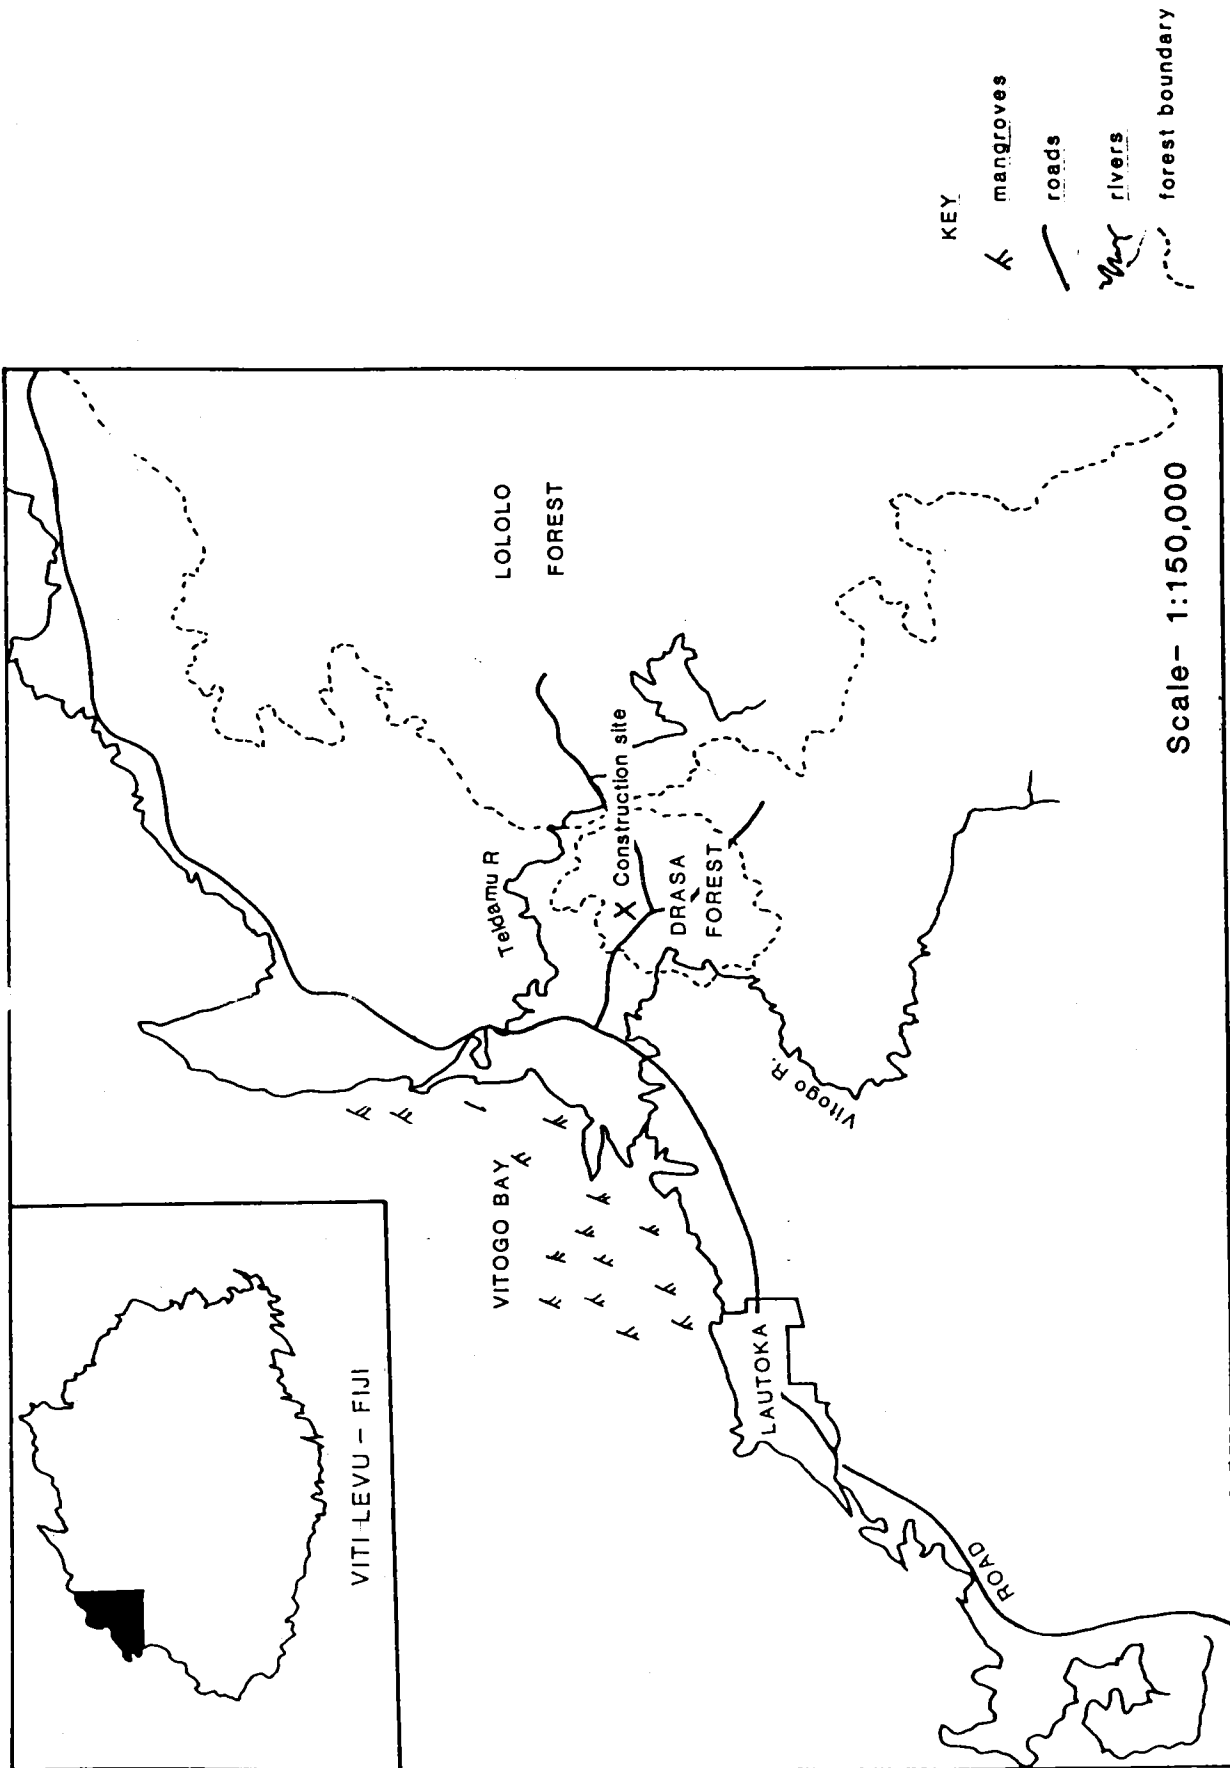 VITI LEVU – FIJI
VITOGO BAY
Teidamu R
LOLOLO
FOREST
X Construction site
DRASA
FOREST
Vitogo R.
LAUTOKA
ROAD
Scale– 1:150,000
KEY
mangroves
roads
rivers
forest boundary